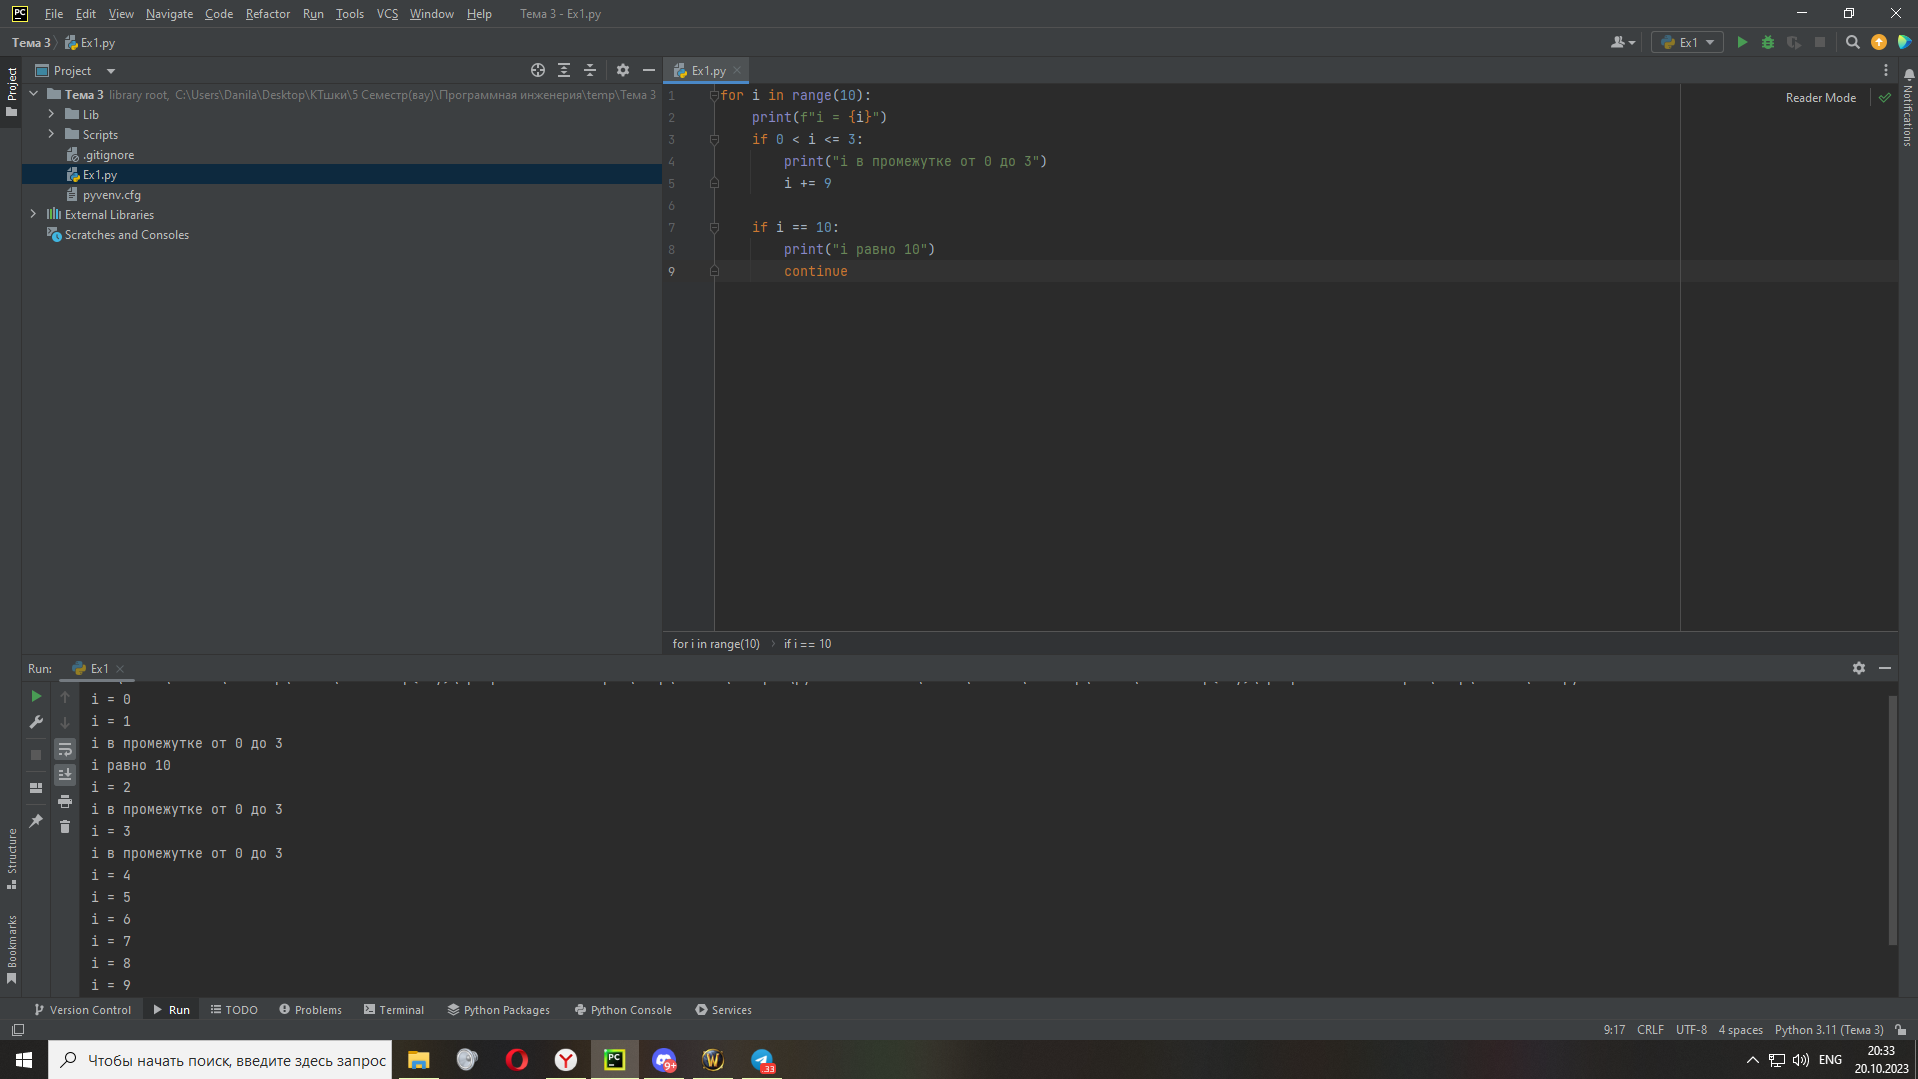 PC File Edit View Navigate Code Refactor Run Tools VCS Window Help Тема 3 - Ex1.py
Тема 3 Ex1.py Ex1
Project
Project
Тема 3 library root, C:\Users\Danila\Desktop\КТшки\5 Семестр(вау)\Программная инженерия\temp\Тема 3
Lib
Scripts
.gitignore
Ex1.py
pyvenv.cfg
External Libraries
Scratches and Consoles
Ex1.py
Reader Mode
Notifications
1 for i in range(10):
2 print(f"i = {i}")
3 if 0 < i <= 3:
4 print("i в промежутке от 0 до 3")
5 i += 9
6
7 if i == 10:
8 print("i равно 10")
9 continue
for i in range(10) if i == 10
Run: Ex1
i = 0
i = 1
i в промежутке от 0 до 3
i равно 10
i = 2
i в промежутке от 0 до 3
i = 3
i в промежутке от 0 до 3
i = 4
i = 5
i = 6
i = 7
i = 8
i = 9
Structure
Bookmarks
Version Control Run TODO Problems Terminal Python Packages Python Console Services
9:17 CRLF UTF-8 4 spaces Python 3.11 (Тема 3)
Чтобы начать поиск, введите здесь запрос
PC 9+ W .33
ENG
20:33
20.10.2023